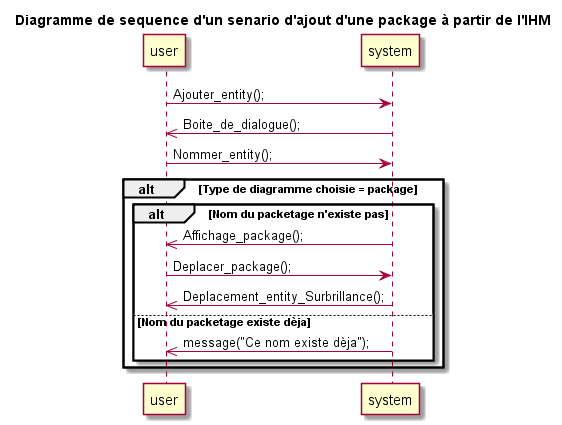 Diagramme de sequence d'un senario d'ajout d'une package à partir de l'IHM
user system
Ajouter_entity();
Boite_de_dialogue();
Nommer_entity();
alt [Type de diagramme choisie = package]
alt [Nom du packetage n'existe pas]
Affichage_package();
Deplacer_package();
Deplacement_entity_Surbrillance();
[Nom du packetage existe dèja]
message("Ce nom existe dèja");
user system